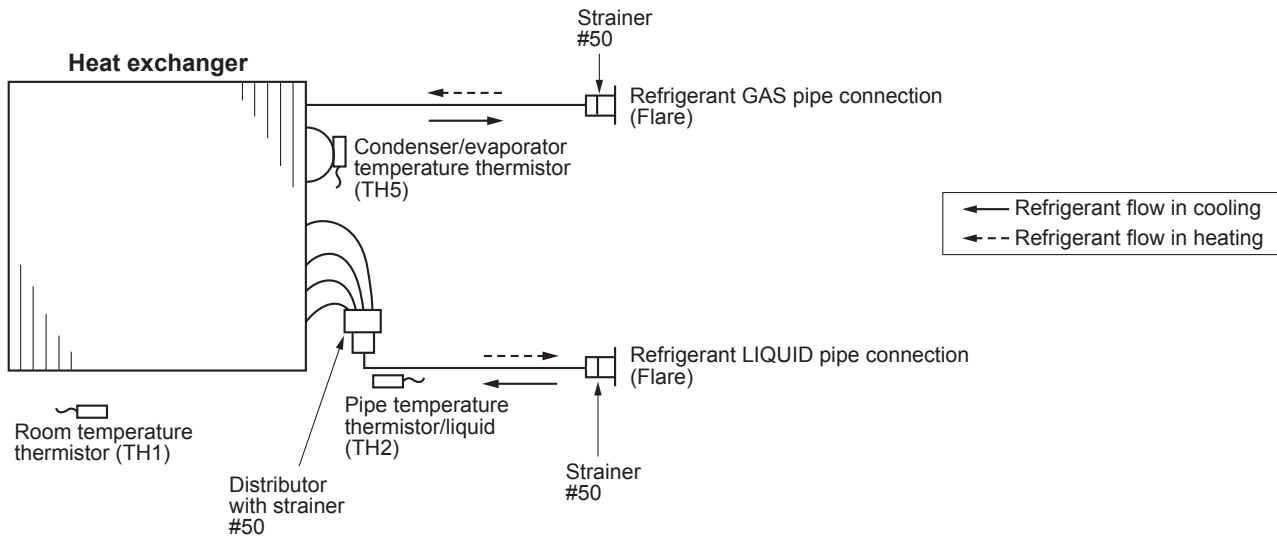 Strainer
#50
Heat exchanger
Refrigerant GAS pipe connection
(Flare)
Condenser/evaporator
temperature thermistor
(TH5)
Refrigerant flow in cooling
Refrigerant flow in heating
Refrigerant LIQUID pipe connection
(Flare)
Pipe temperature
thermistor/liquid
(TH2)
Room temperature
thermistor (TH1)
Strainer
#50
Distributor
with strainer
#50